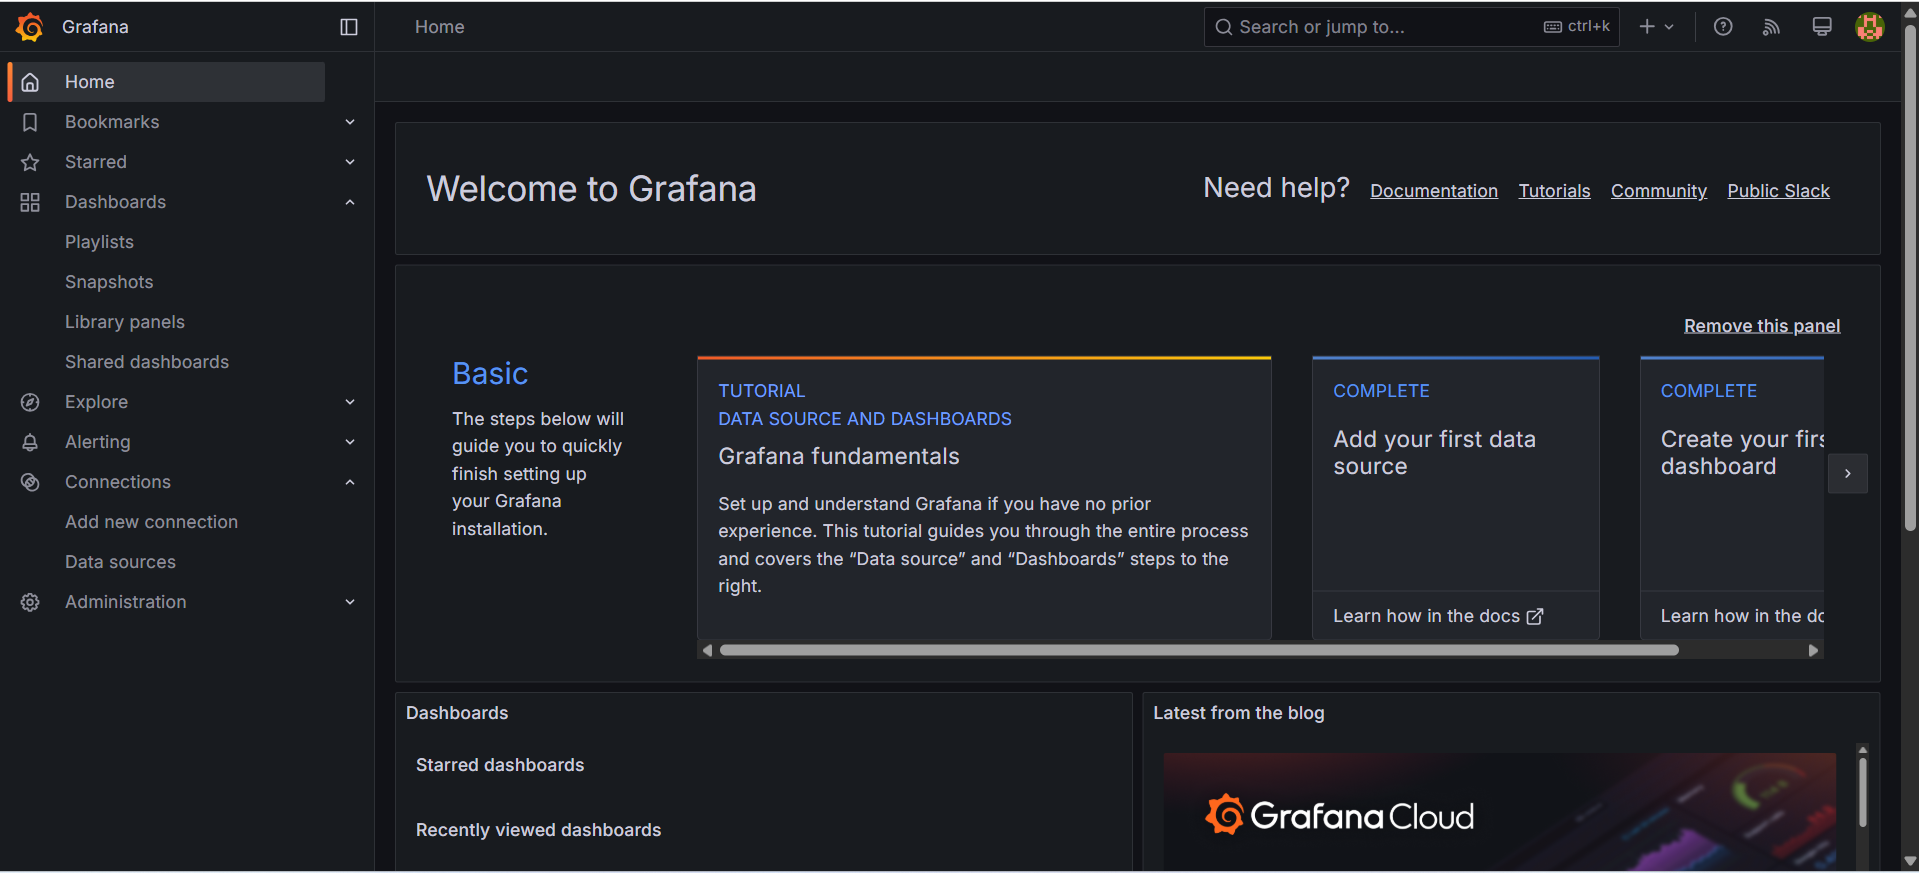 Grafana
Home
Search or jump to...
ctrl+k
Home
Bookmarks
Starred
Dashboards
Playlists
Snapshots
Library panels
Shared dashboards
Explore
Alerting
Connections
Add new connection
Data sources
Administration
Welcome to Grafana
Need help?
Documentation
Tutorials
Community
Public Slack
Remove this panel
Basic
The steps below will
guide you to quickly
finish setting up
your Grafana
installation.
TUTORIAL
DATA SOURCE AND DASHBOARDS
Grafana fundamentals
Set up and understand Grafana if you have no prior
experience. This tutorial guides you through the entire process
and covers the “Data source” and “Dashboards” steps to the
right.
COMPLETE
Add your first data
source
Learn how in the docs
COMPLETE
Create your firs
dashboard
Learn how in the do
Dashboards
Starred dashboards
Recently viewed dashboards
Latest from the blog
Grafana Cloud